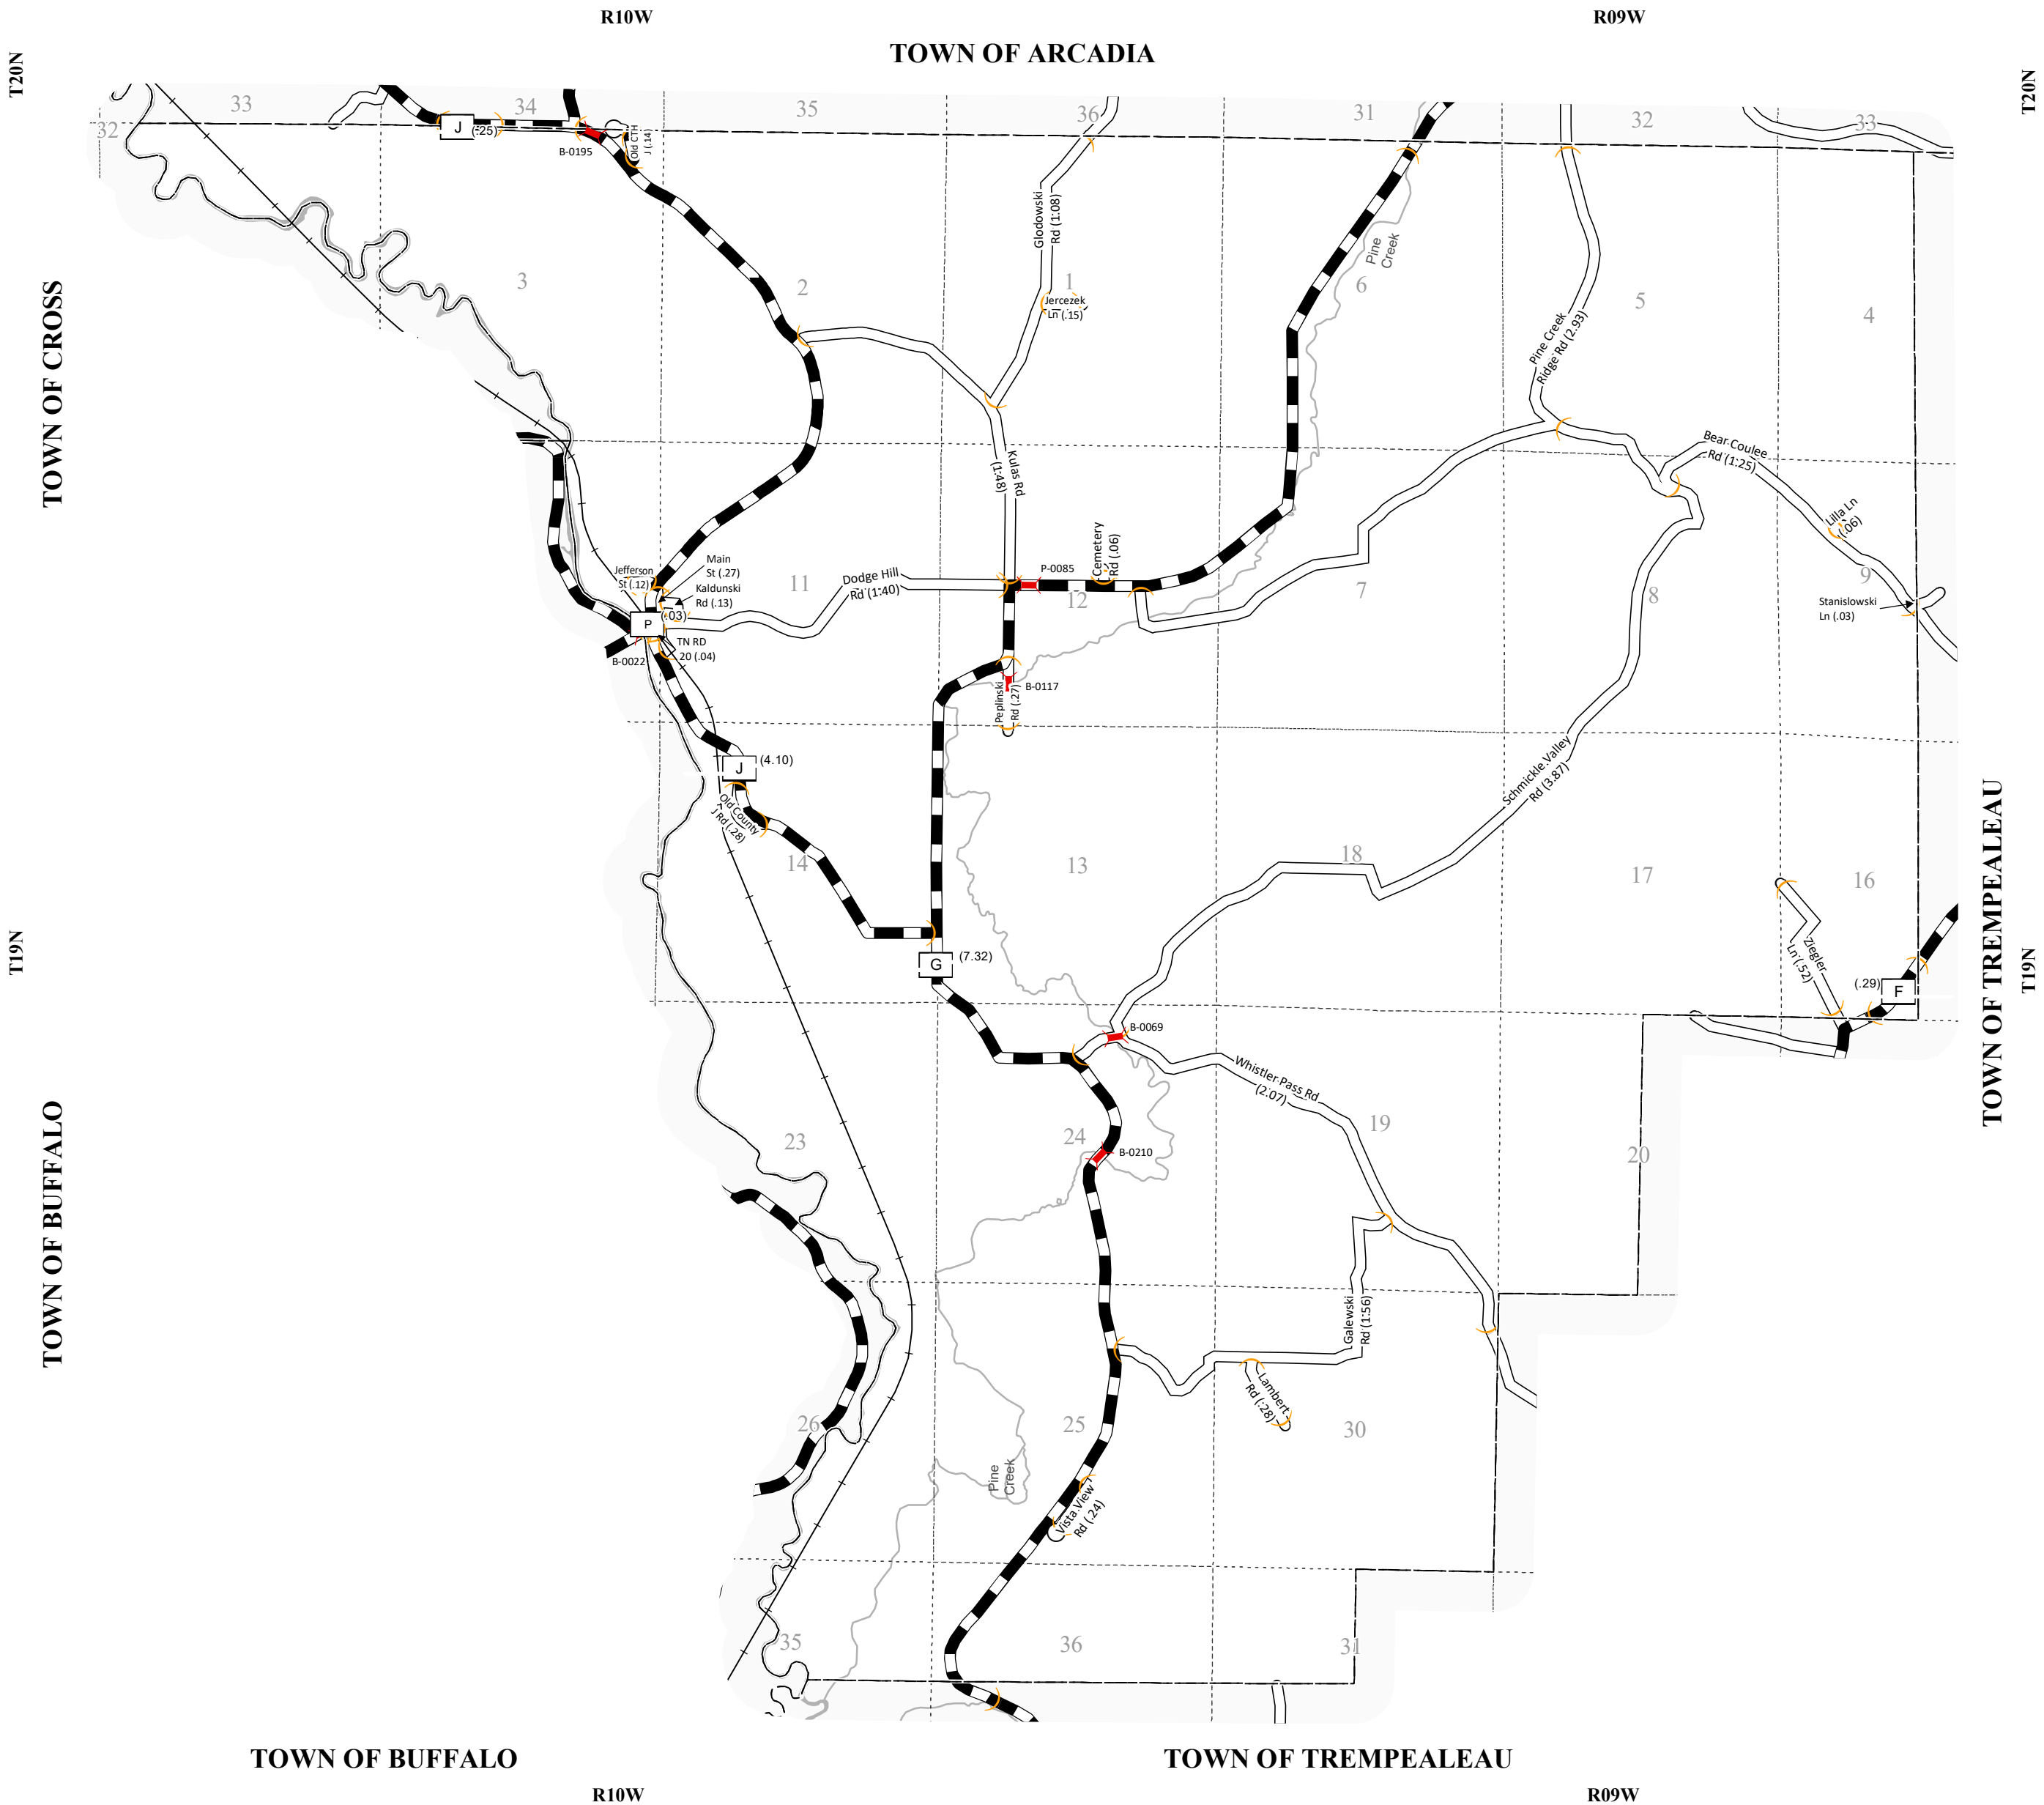 R10W
R09W
TOWN OF ARCADIA
T20N
T20N
33
34
35
36
31
32
33
32
J
(.25)
B-0195
Old CTH
J (.14)
Glodowski
Rd (1.08)
Pine
Creek
3
2
1
6
5
4
Jercezek
Ln (.15)
TOWN OF CROSS
Pine Creek
Ridge Rd (2.93)
Kulas Rd
(1.48)
Bear Coulee
Rd (1.25)
Lilla Ln
(.06)
Jefferson
St (.12)
Main
St (.27)
Kaldunski
Rd (.13)
(.03)
P
TN RD
20 (.04)
B-0022
11
Dodge Hill
Rd (1.40)
P-0085
Cemetery
Rd (.06)
12
7
8
9
Stanislowski
Ln (.03)
B-0117
Peplinski
Rd (.27)
J
(4.10)
Old County
J Rd (.28)
Schmickle Valley
Rd (3.87)
14
13
18
17
16
T19N
T19N
TOWN OF TREMPEALEAU
G
(7.32)
Ziegler
Ln (.52)
(.29)
F
B-0069
Whistler Pass Rd
(2.07)
TOWN OF BUFFALO
23
24
19
20
B-0210
Galewski
Rd (1.56)
Lambert
Rd (.28)
26
25
30
Pine
Creek
Vista View
Rd (.24)
35
36
31
TOWN OF BUFFALO
TOWN OF TREMPEALEAU
R10W
R09W